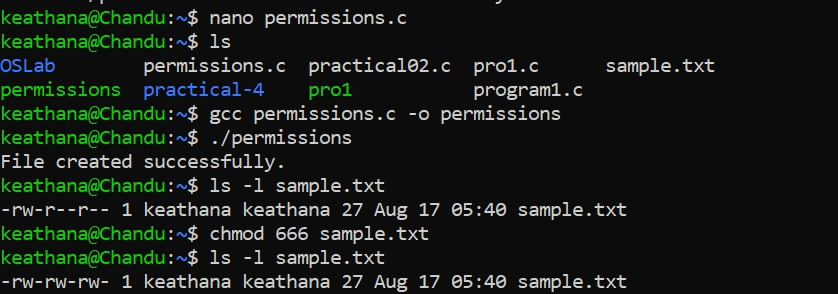 keathana@Chandu:~$ nano permissions.c
keathana@Chandu:~$ ls
OSLab permissions.c practical02.c pro1.c sample.txt
permissions practical-4 pro1 program1.c
keathana@Chandu:~$ gcc permissions.c -o permissions
keathana@Chandu:~$ ./permissions
File created successfully.
keathana@Chandu:~$ ls -l sample.txt
-rw-r--r-- 1 keathana keathana 27 Aug 17 05:40 sample.txt
keathana@Chandu:~$ chmod 666 sample.txt
keathana@Chandu:~$ ls -l sample.txt
-rw-rw-rw- 1 keathana keathana 27 Aug 17 05:40 sample.txt